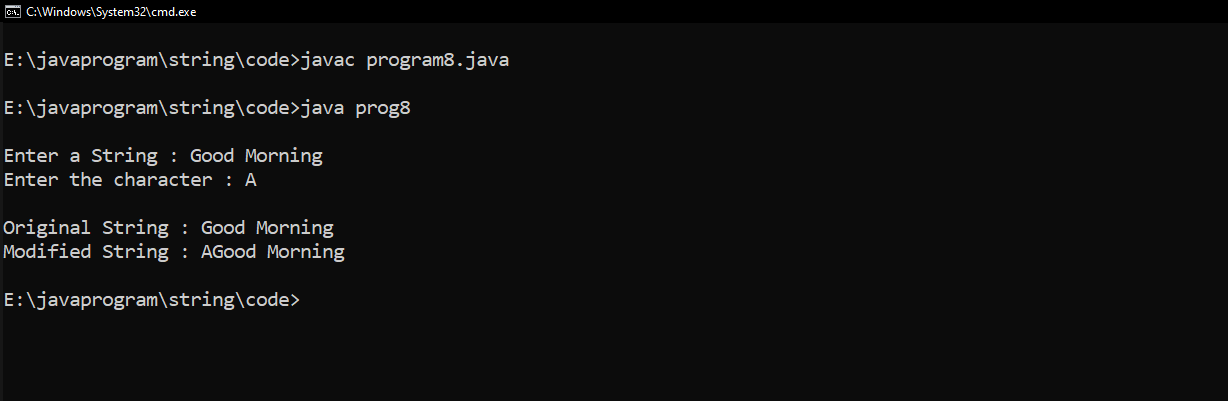 C:\Windows\System32\cmd.exe
E:\javaprogram\string\code>javac program8.java
E:\javaprogram\string\code>java prog8
Enter a String : Good Morning
Enter the character : A
Original String : Good Morning
Modified String : AGood Morning
E:\javaprogram\string\code>